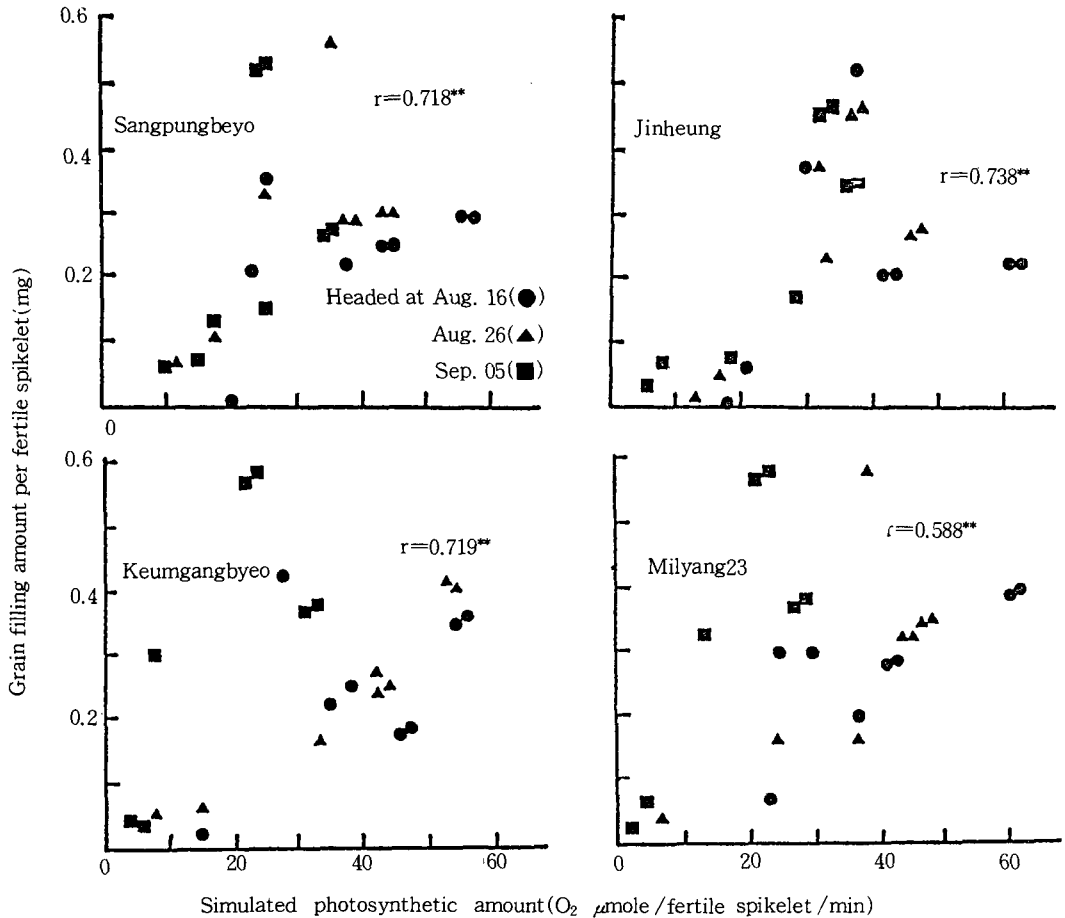 0.6
0.4
0.2
0
Sangpungbeyo
r=0.718**
Headed at Aug. 16(●)
Aug. 26(▲)
Sep. 05(■)
Jinheung
r=0.738**
0.6
0.4
0.2
0 20 40 60
Keumgangbyeo
r=0.719**
Milyang23
r=0.588**
0 20 40 60
Grain filling amount per fertile spikelet(mg)
Simulated photosynthetic amount(O₂ μmole/fertile spikelet/min)